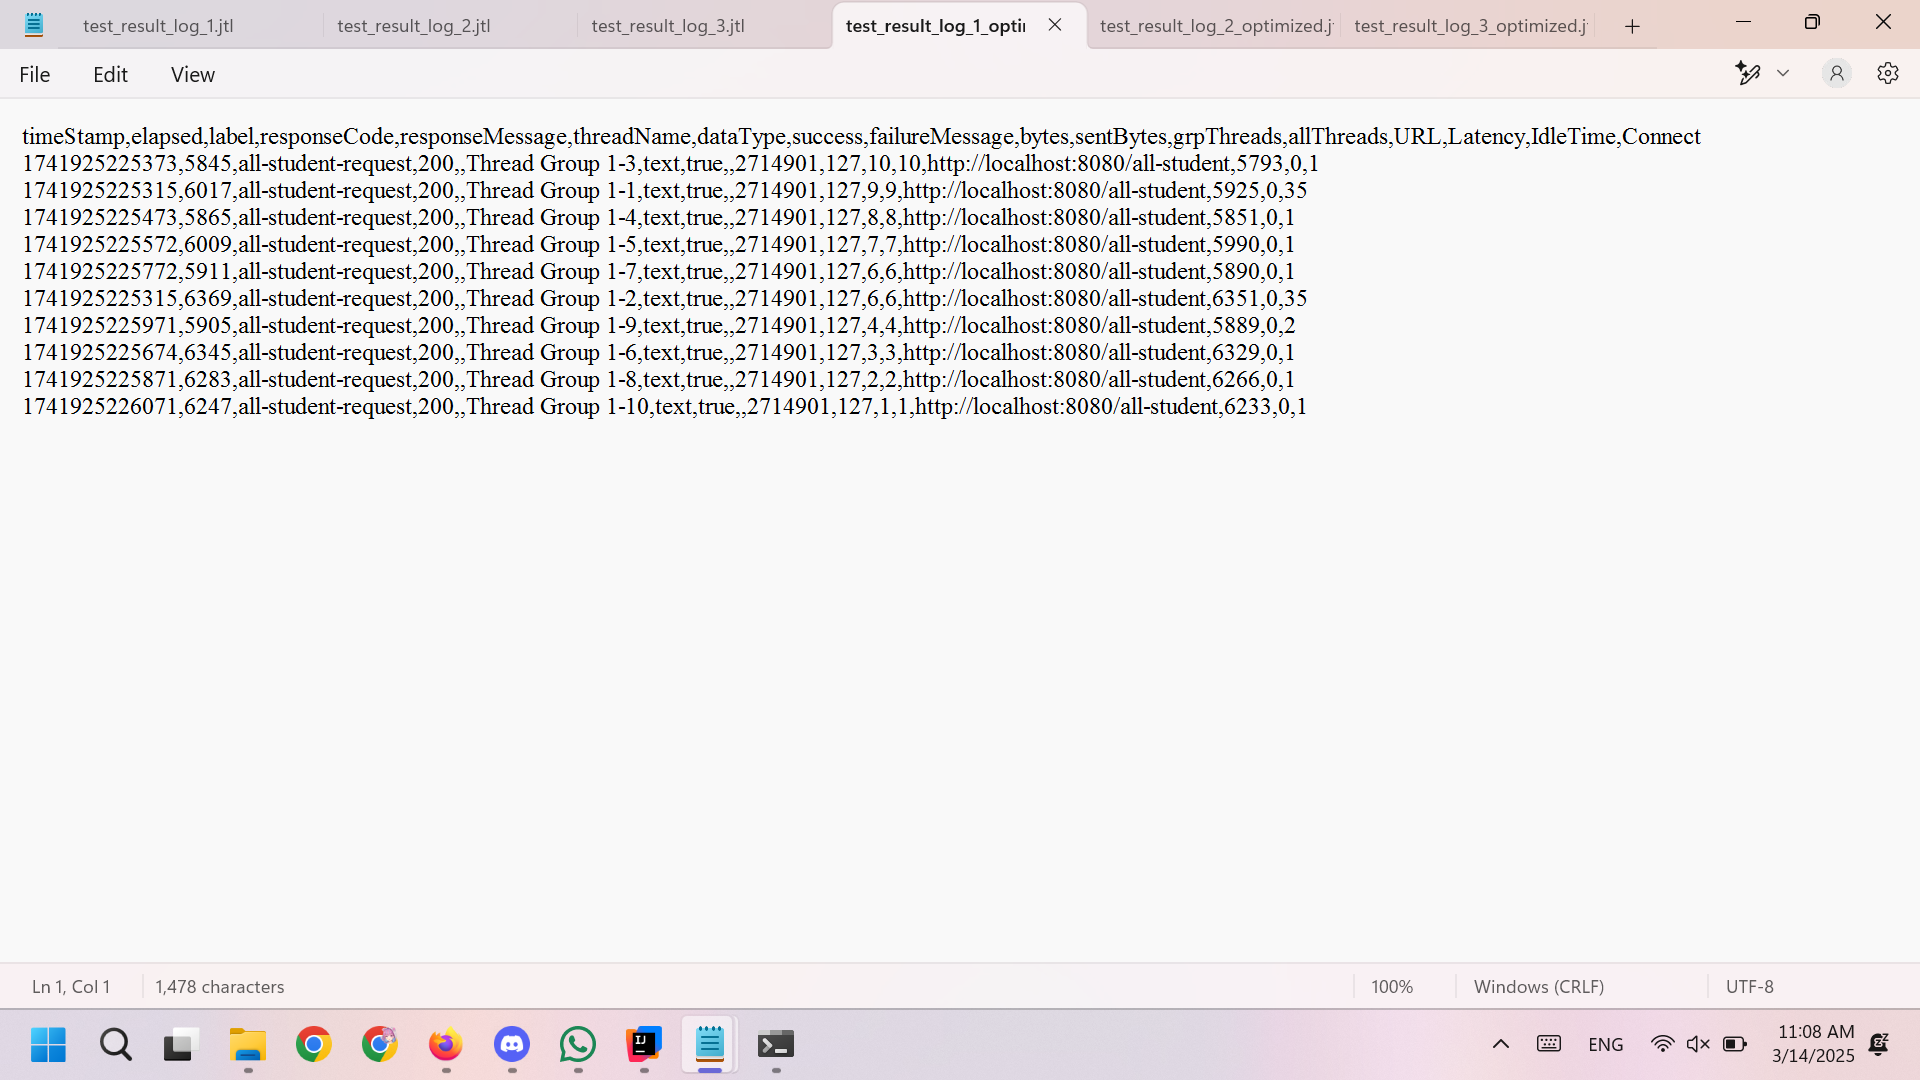 test_result_log_1.jtl
test_result_log_2.jtl
test_result_log_3.jtl
test_result_log_1_opti
test_result_log_2_optimized.j
test_result_log_3_optimized.j
File
Edit
View
timeStamp,elapsed,label,responseCode,responseMessage,threadName,dataType,success,failureMessage,bytes,sentBytes,grpThreads,allThreads,URL,Latency,IdleTime,Connect
1741925225373,5845,all-student-request,200,,Thread Group 1-3,text,true,,2714901,127,10,10,http://localhost:8080/all-student,5793,0,1
1741925225315,6017,all-student-request,200,,Thread Group 1-1,text,true,,2714901,127,9,9,http://localhost:8080/all-student,5925,0,35
1741925225473,5865,all-student-request,200,,Thread Group 1-4,text,true,,2714901,127,8,8,http://localhost:8080/all-student,5851,0,1
1741925225572,6009,all-student-request,200,,Thread Group 1-5,text,true,,2714901,127,7,7,http://localhost:8080/all-student,5990,0,1
1741925225772,5911,all-student-request,200,,Thread Group 1-7,text,true,,2714901,127,6,6,http://localhost:8080/all-student,5890,0,1
1741925225315,6369,all-student-request,200,,Thread Group 1-2,text,true,,2714901,127,6,6,http://localhost:8080/all-student,6351,0,35
1741925225971,5905,all-student-request,200,,Thread Group 1-9,text,true,,2714901,127,4,4,http://localhost:8080/all-student,5889,0,2
1741925225674,6345,all-student-request,200,,Thread Group 1-6,text,true,,2714901,127,3,3,http://localhost:8080/all-student,6329,0,1
1741925225871,6283,all-student-request,200,,Thread Group 1-8,text,true,,2714901,127,2,2,http://localhost:8080/all-student,6266,0,1
1741925226071,6247,all-student-request,200,,Thread Group 1-10,text,true,,2714901,127,1,1,http://localhost:8080/all-student,6233,0,1
Ln 1, Col 1
1,478 characters
100%
Windows (CRLF)
UTF-8
IJ
ENG
11:08 AM
3/14/2025